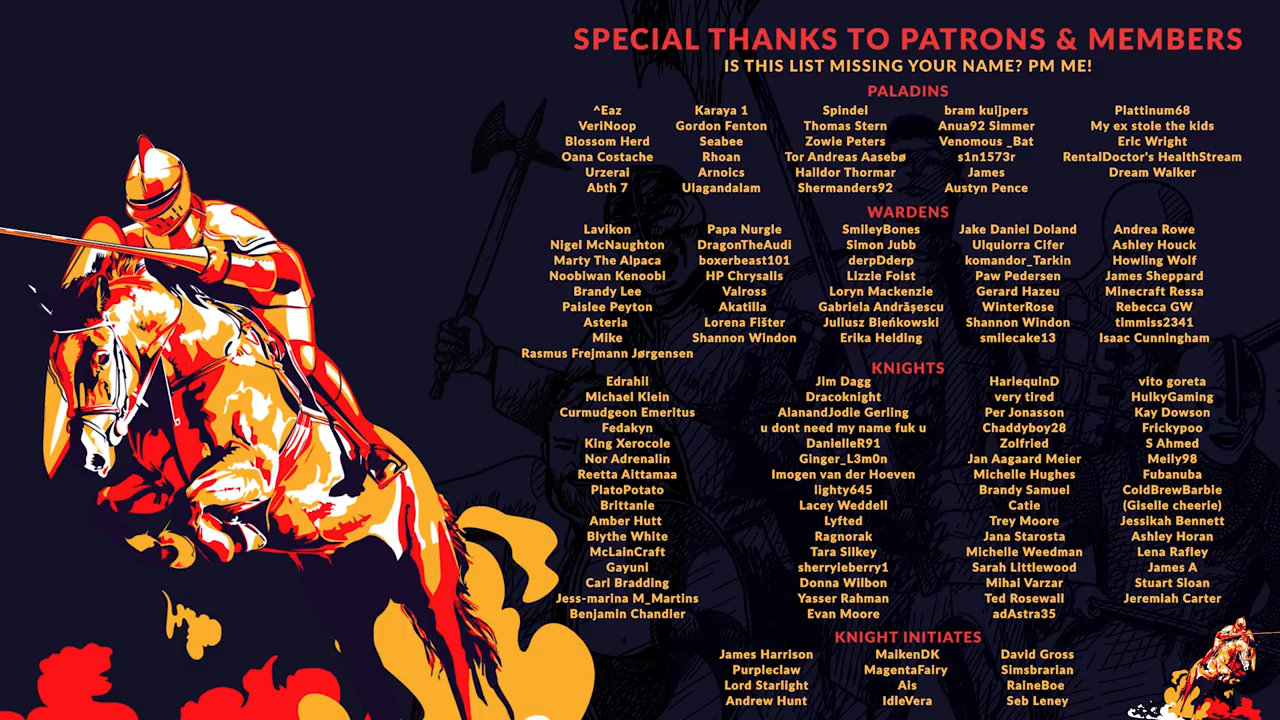 SPECIAL THANKS TO PATRONS & MEMBERS
IS THIS LIST MISSING YOUR NAME? PM ME!
PALADINS
^Eaz Karaya 1 Spindel bram kuijpers Plattinum68
VeriNoop Gordon Fenton Thomas Stern Anua92 Simmer My ex stole the kids
Blossom Herd Seabee Zowie Peters Venomous _Bat Eric Wright
Oana Costache Rhoan Tor Andreas Aasebø s1n1573r RentalDoctor's HealthStream
Urzerai Arnoics Halldor Thormar James Dream Walker
Abth 7 Ulagandalam Shermanders92 Austyn Pence
WARDENS
Lavikon Papa Nurgle SmileyBones Jake Daniel Doland Andrea Rowe
Nigel McNaughton DragonTheAudi Simon Jubb Ulquiorra Cifer Ashley Houck
Marty The Alpaca boxerbeast101 derpDderp komandor_Tarkin Howling Wolf
Noobiwan Kenoobi HP Chrysalis Lizzie Foist Paw Pedersen James Sheppard
Brandy Lee Valross Loryn Mackenzie Gerard Hazeu Minecraft Ressa
Paislee Peyton Akatilla Gabriela Andrășescu WinterRose Rebecca GW
Asteria Lorena Fišter Juliusz Bieńkowski Shannon Windon timmiss2341
Mike Shannon Windon Erika Helding smilecake13 Isaac Cunningham
Rasmus Frejmann Jørgensen
KNIGHTS
Edrahil Jim Dagg HarlequinD vito goreta
Michael Klein Dracoknight very tired HulkyGaming
Curmudgeon Emeritus AlanandJodie Gerling Per Jonasson Kay Dowson
Fedakyn u dont need my name fuk u Chaddyboy28 Frickypoo
King Xerocole DanielleR91 Zolfried S Ahmed
Nor Adrenalin Ginger_L3m0n Jan Aagaard Meier Meily98
Reetta Aittamaa Imogen van der Hoeven Michelle Hughes Fubanuba
PlatoPotato lighty645 Brandy Samuel ColdBrewBarbie
Brittanie Lacey Weddell Catie (Giselle cheerie)
Amber Hutt Lyfted Trey Moore Jessikah Bennett
Blythe White Ragnorak Jana Starosta Ashley Horan
McLainCraft Tara Silkey Michelle Weedman Lena Rafley
Gayuni sherryleberry1 Sarah Littlewood James A
Carl Bradding Donna Wilbon Mihai Varzar Stuart Sloan
Jess-marina M_Martins Yasser Rahman Ted Rosewall Jeremiah Carter
Benjamin Chandler Evan Moore adAstra35
KNIGHT INITIATES
James Harrison MaikenDK David Gross
Purpleclaw MagentaFairy Simsbrarian
Lord Starlight Ais RaineBoe
Andrew Hunt IdleVera Seb Leney